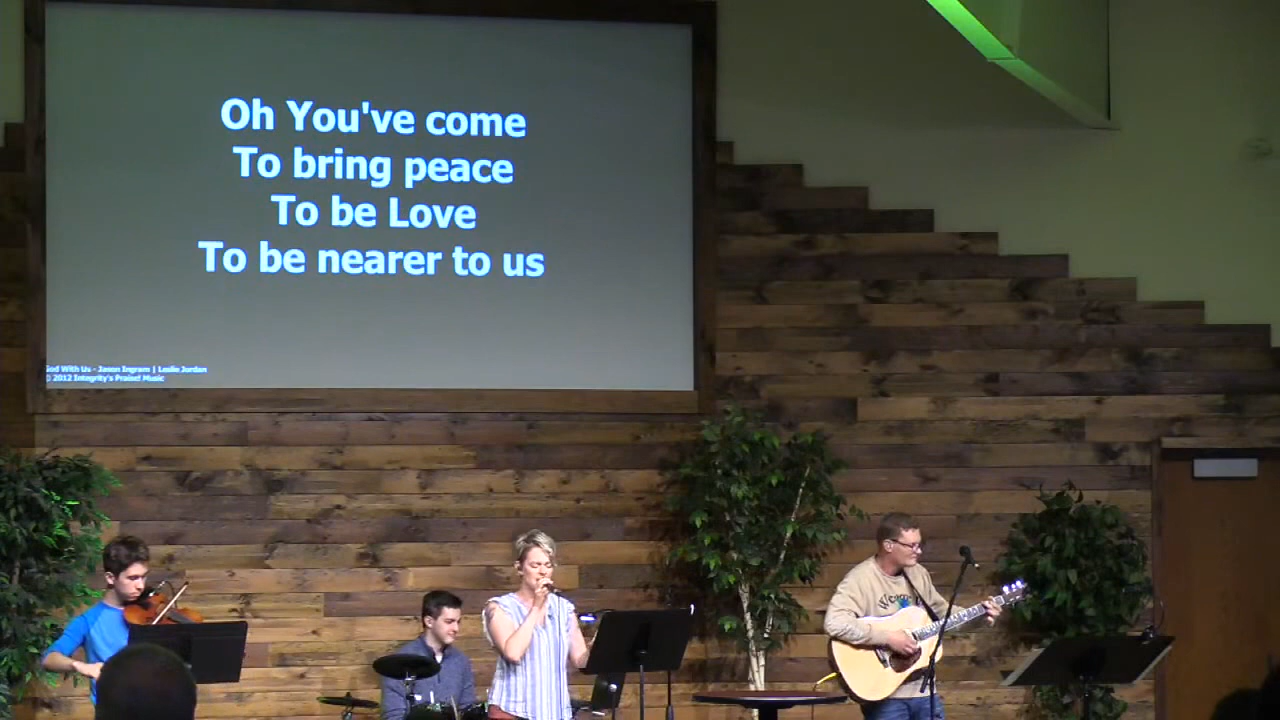 Oh You've come
To bring peace
To be Love
To be nearer to us
God With Us - Jason Ingram | Leslie Jordan
© 2012 Integrity's Praise! Music